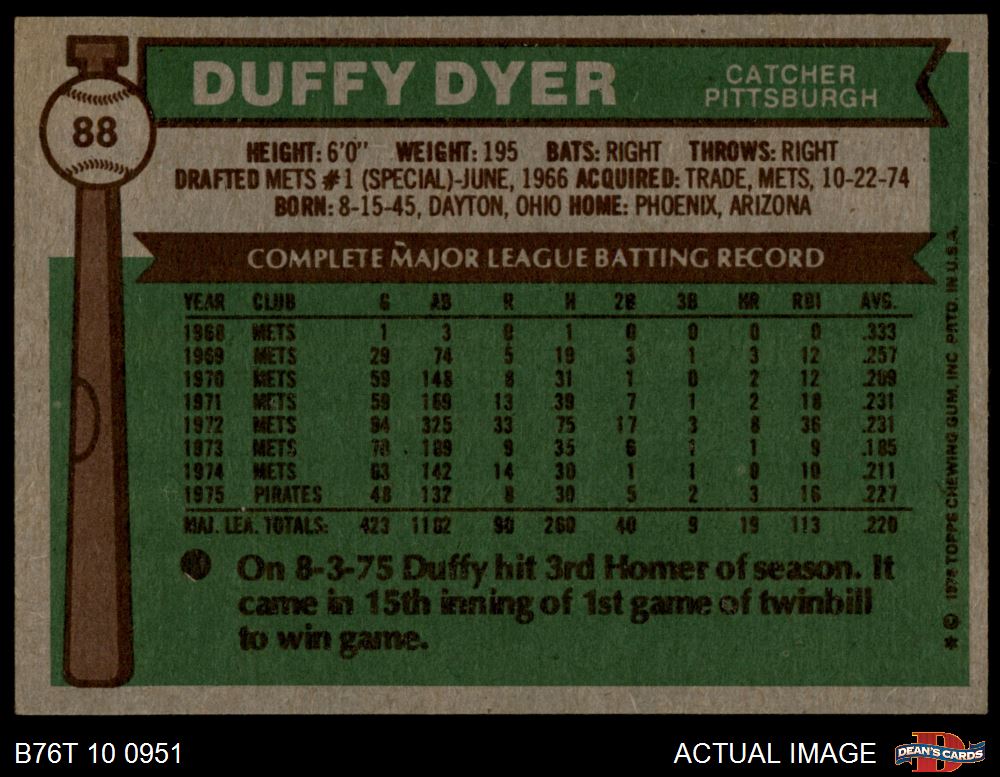 88
DUFFY DYER
CATCHER
PITTSBURGH
HEIGHT: 6'0" WEIGHT: 195 BATS: RIGHT THROWS: RIGHT
DRAFTED METS #1 (SPECIAL)-JUNE, 1966 ACQUIRED: TRADE, METS, 10-22-74
BORN: 8-15-45, DAYTON, OHIO HOME: PHOENIX, ARIZONA
COMPLETE MAJOR LEAGUE BATTING RECORD
YEAR CLUB G AB R H 2B 3B HR RBI AVG.
1968 METS 1 3 0 1 0 0 0 0 .333
1969 METS 29 74 5 19 3 1 3 12 .257
1970 METS 59 148 8 31 1 0 2 12 .209
1971 METS 59 169 13 39 7 1 2 18 .231
1972 METS 94 325 33 75 17 3 8 36 .231
1973 METS 70 189 9 35 6 1 1 9 .185
1974 METS 63 142 14 30 1 1 0 10 .211
1975 PIRATES 48 132 8 30 5 2 3 16 .227
MAJ. LEA. TOTALS: 423 1182 90 260 40 9 19 113 .220
On 8-3-75 Duffy hit 3rd Homer of season. It
came in 15th inning of 1st game of twinbill
to win game.
* © 1976 TOPPS CHEWING GUM, INC. PRTD. IN U.S.A.
B76T 10 0951
ACTUAL IMAGE
DEAN'S CARDS